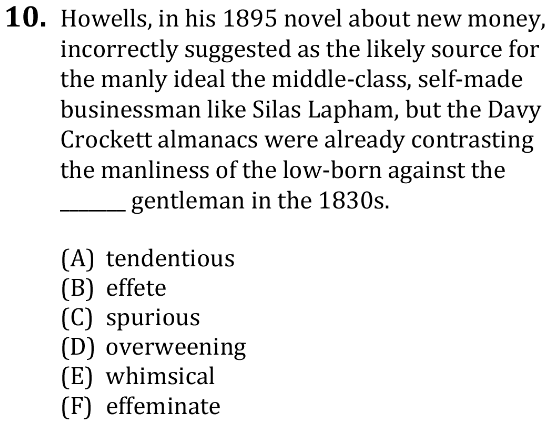 10. Howells, in his 1895 novel about new money,
incorrectly suggested as the likely source for
the manly ideal the middle-class, self-made
businessman like Silas Lapham, but the Davy
Crockett almanacs were already contrasting
the manliness of the low-born against the
______ gentleman in the 1830s.
(A) tendentious
(B) effete
(C) spurious
(D) overweening
(E) whimsical
(F) effeminate